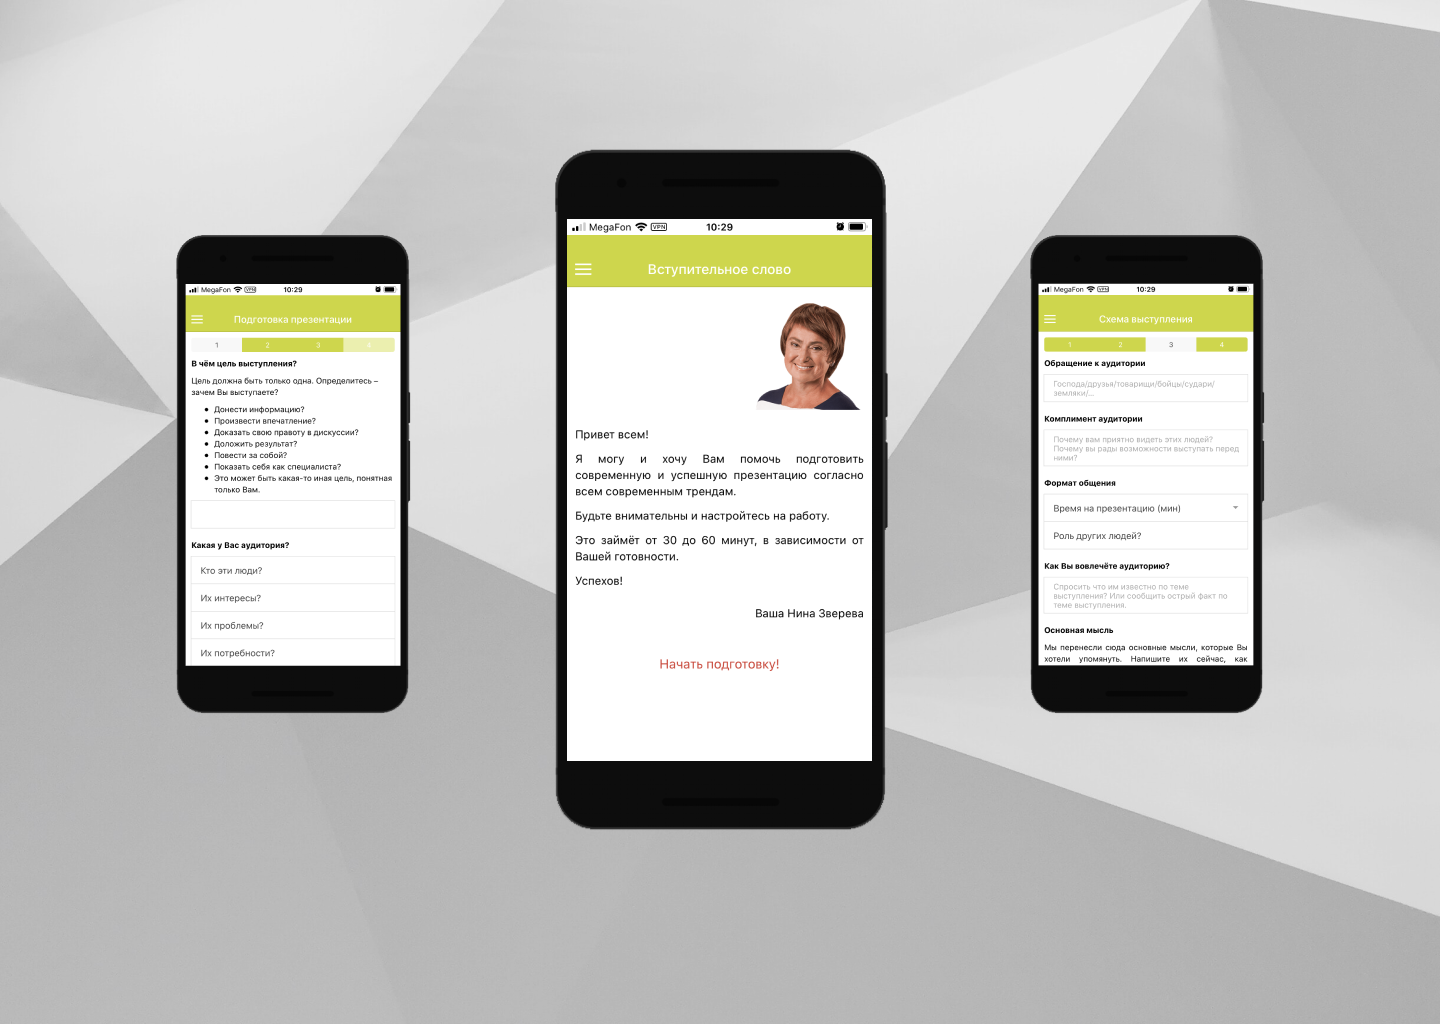 MegaFon VPN 10:29
Подготовка презентации
1 2 3 4
В чём цель выступления?
Цель должна быть только одна. Определитесь –
зачем Вы выступаете?
Донести информацию?
Произвести впечатление?
Доказать свою правоту в дискуссии?
Доложить результат?
Повести за собой?
Показать себя как специалиста?
Это может быть какая-то иная цель, понятная
только Вам.
Какая у Вас аудитория?
Кто эти люди?
Их интересы?
Их проблемы?
Их потребности?
MegaFon VPN 10:29
Вступительное слово
Привет всем!
Я могу и хочу Вам помочь подготовить
современную и успешную презентацию согласно
всем современным трендам.
Будьте внимательны и настройтесь на работу.
Это займёт от 30 до 60 минут, в зависимости от
Вашей готовности.
Успехов!
Ваша Нина Зверева
Начать подготовку!
MegaFon VPN 10:29
Схема выступления
1 2 3 4
Обращение к аудитории
Господа/друзья/товарищи/бойцы/судари/
земляки/...
Комплимент аудитории
Почему вам приятно видеть этих людей?
Почему вы рады возможности выступать перед
ними?
Формат общения
Время на презентацию (мин)
Роль других людей?
Как Вы вовлечёте аудиторию?
Спросить что им известно по теме
выступления? Или сообщить острый факт по
теме выступления.
Основная мысль
Мы перенесли сюда основные мысли, которые Вы
хотели упомянуть. Напишите их сейчас, как